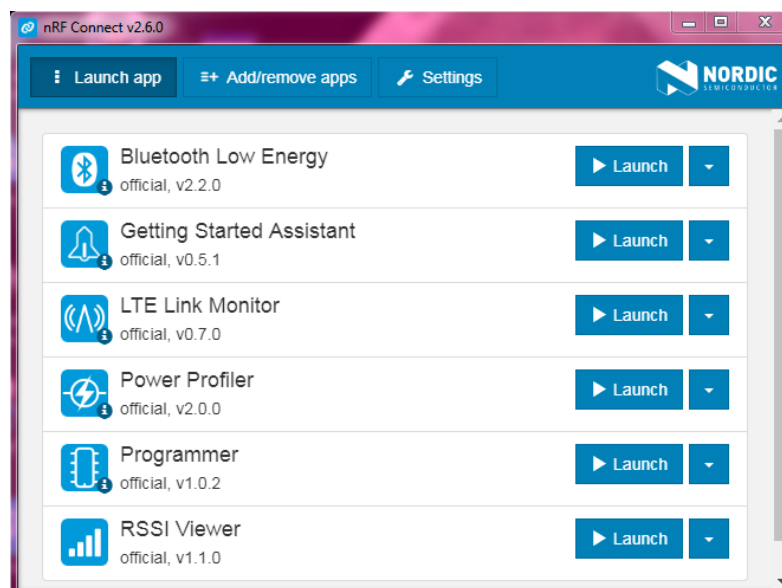 nRF Connect v2.6.0
Launch app
Add/remove apps
Settings
NORDIC
SEMICONDUCTOR
Bluetooth Low Energy
official, v2.2.0
Launch
Getting Started Assistant
official, v0.5.1
Launch
LTE Link Monitor
official, v0.7.0
Launch
Power Profiler
official, v2.0.0
Launch
Programmer
official, v1.0.2
Launch
RSSI Viewer
official, v1.1.0
Launch